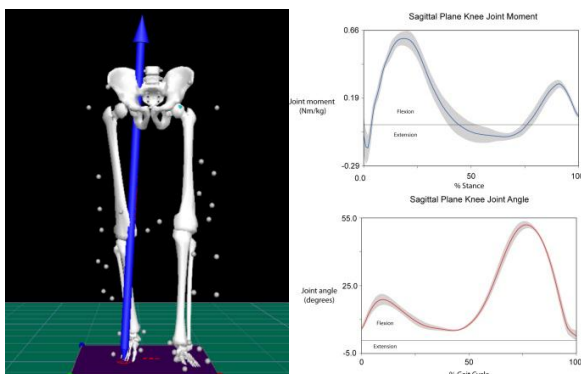 Sagittal Plane Knee Joint Moment
0.66
Joint moment
(Nm/kg)
0.19
Flexion
Extension
-0.29
0.0
50
100
% Stance
Sagittal Plane Knee Joint Angle
55.0
Joint angle
(degrees)
25.0
Flexion
Extension
-5.0
0
50
100
% Gait Cycle